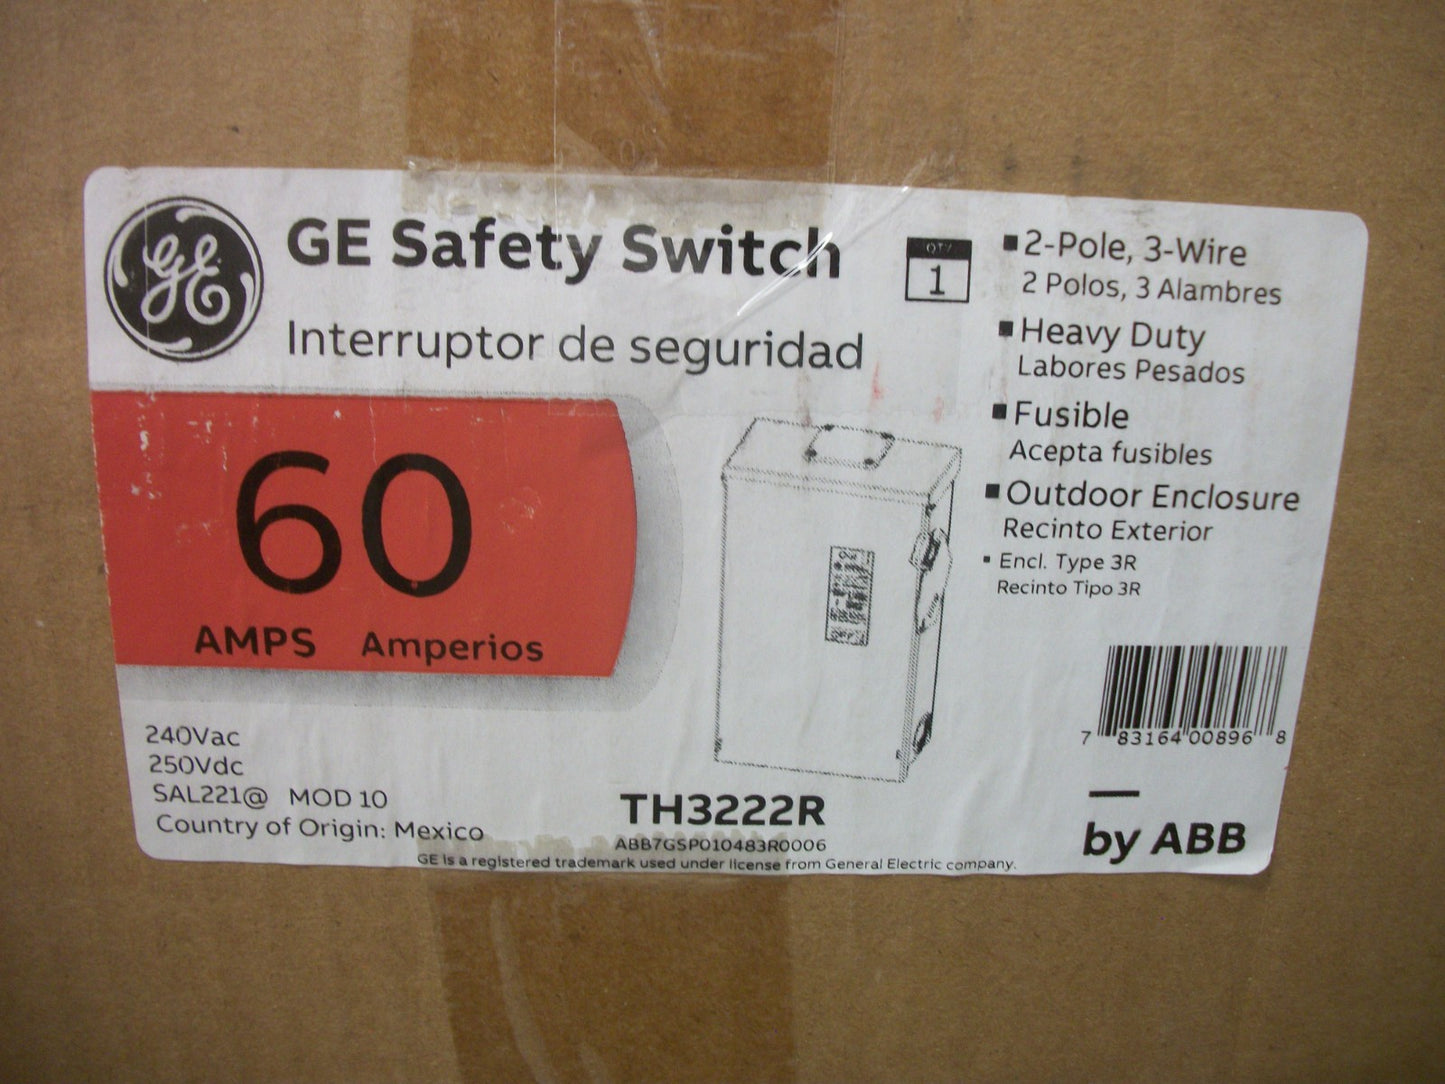 GE
GE Safety Switch
Interruptor de seguridad
QTY
1
2-Pole, 3-Wire
2 Polos, 3 Alambres
Heavy Duty
Labores Pesados
Fusible
Acepta fusibles
Outdoor Enclosure
Recinto Exterior
Encl. Type 3R
Recinto Tipo 3R
60
AMPS Amperios
240Vac
250Vdc
SAL221@ MOD 10
Country of Origin: Mexico
TH3222R
ABB7GSP010483R0006
GE is a registered trademark used under license from General Electric company.
7 83164 00896 8
by ABB